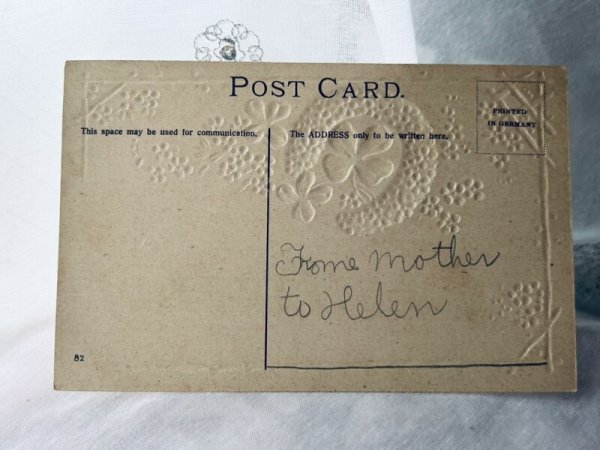 POST CARD.
This space may be used for communication.
The ADDRESS only to be written here.
PRINTED
IN GERMANY
Frome Mother
to Helen
82